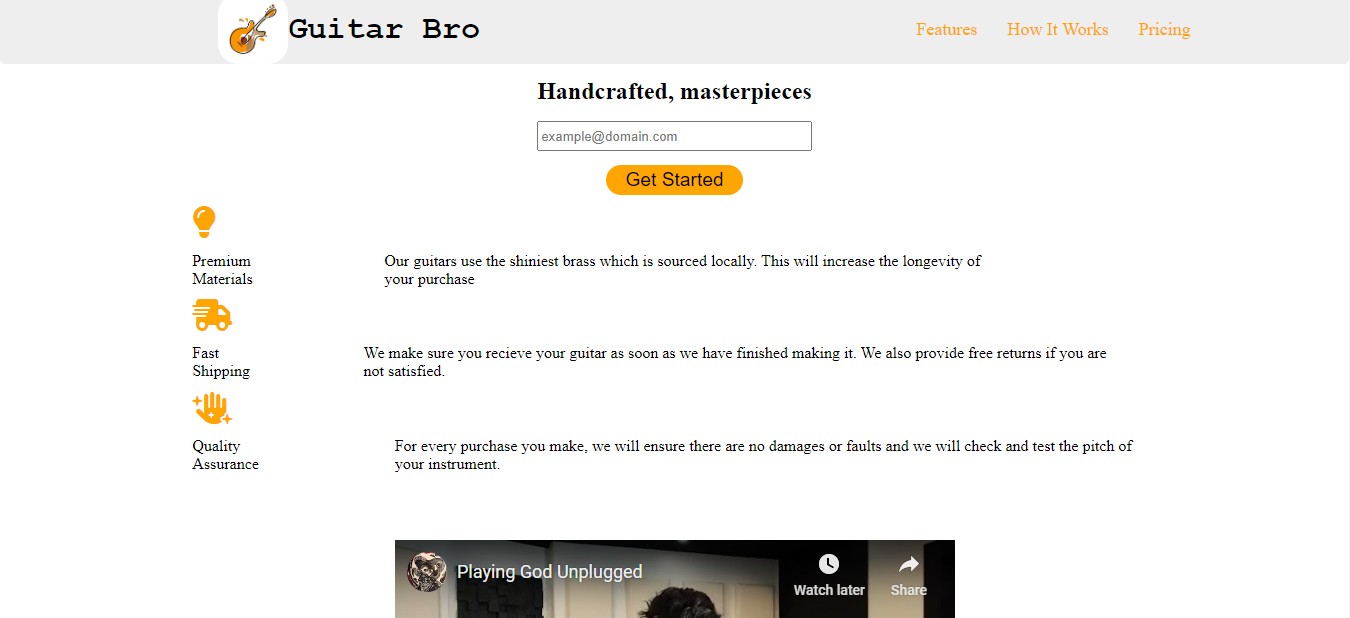 Guitar Bro
Features How It Works Pricing
Handcrafted, masterpieces
example@domain.com
Get Started
Premium
Materials
Our guitars use the shiniest brass which is sourced locally. This will increase the longevity of
your purchase
Fast
Shipping
We make sure you recieve your guitar as soon as we have finished making it. We also provide free returns if you are
not satisfied.
Quality
Assurance
For every purchase you make, we will ensure there are no damages or faults and we will check and test the pitch of
your instrument.
Playing God Unplugged
Watch later
Share